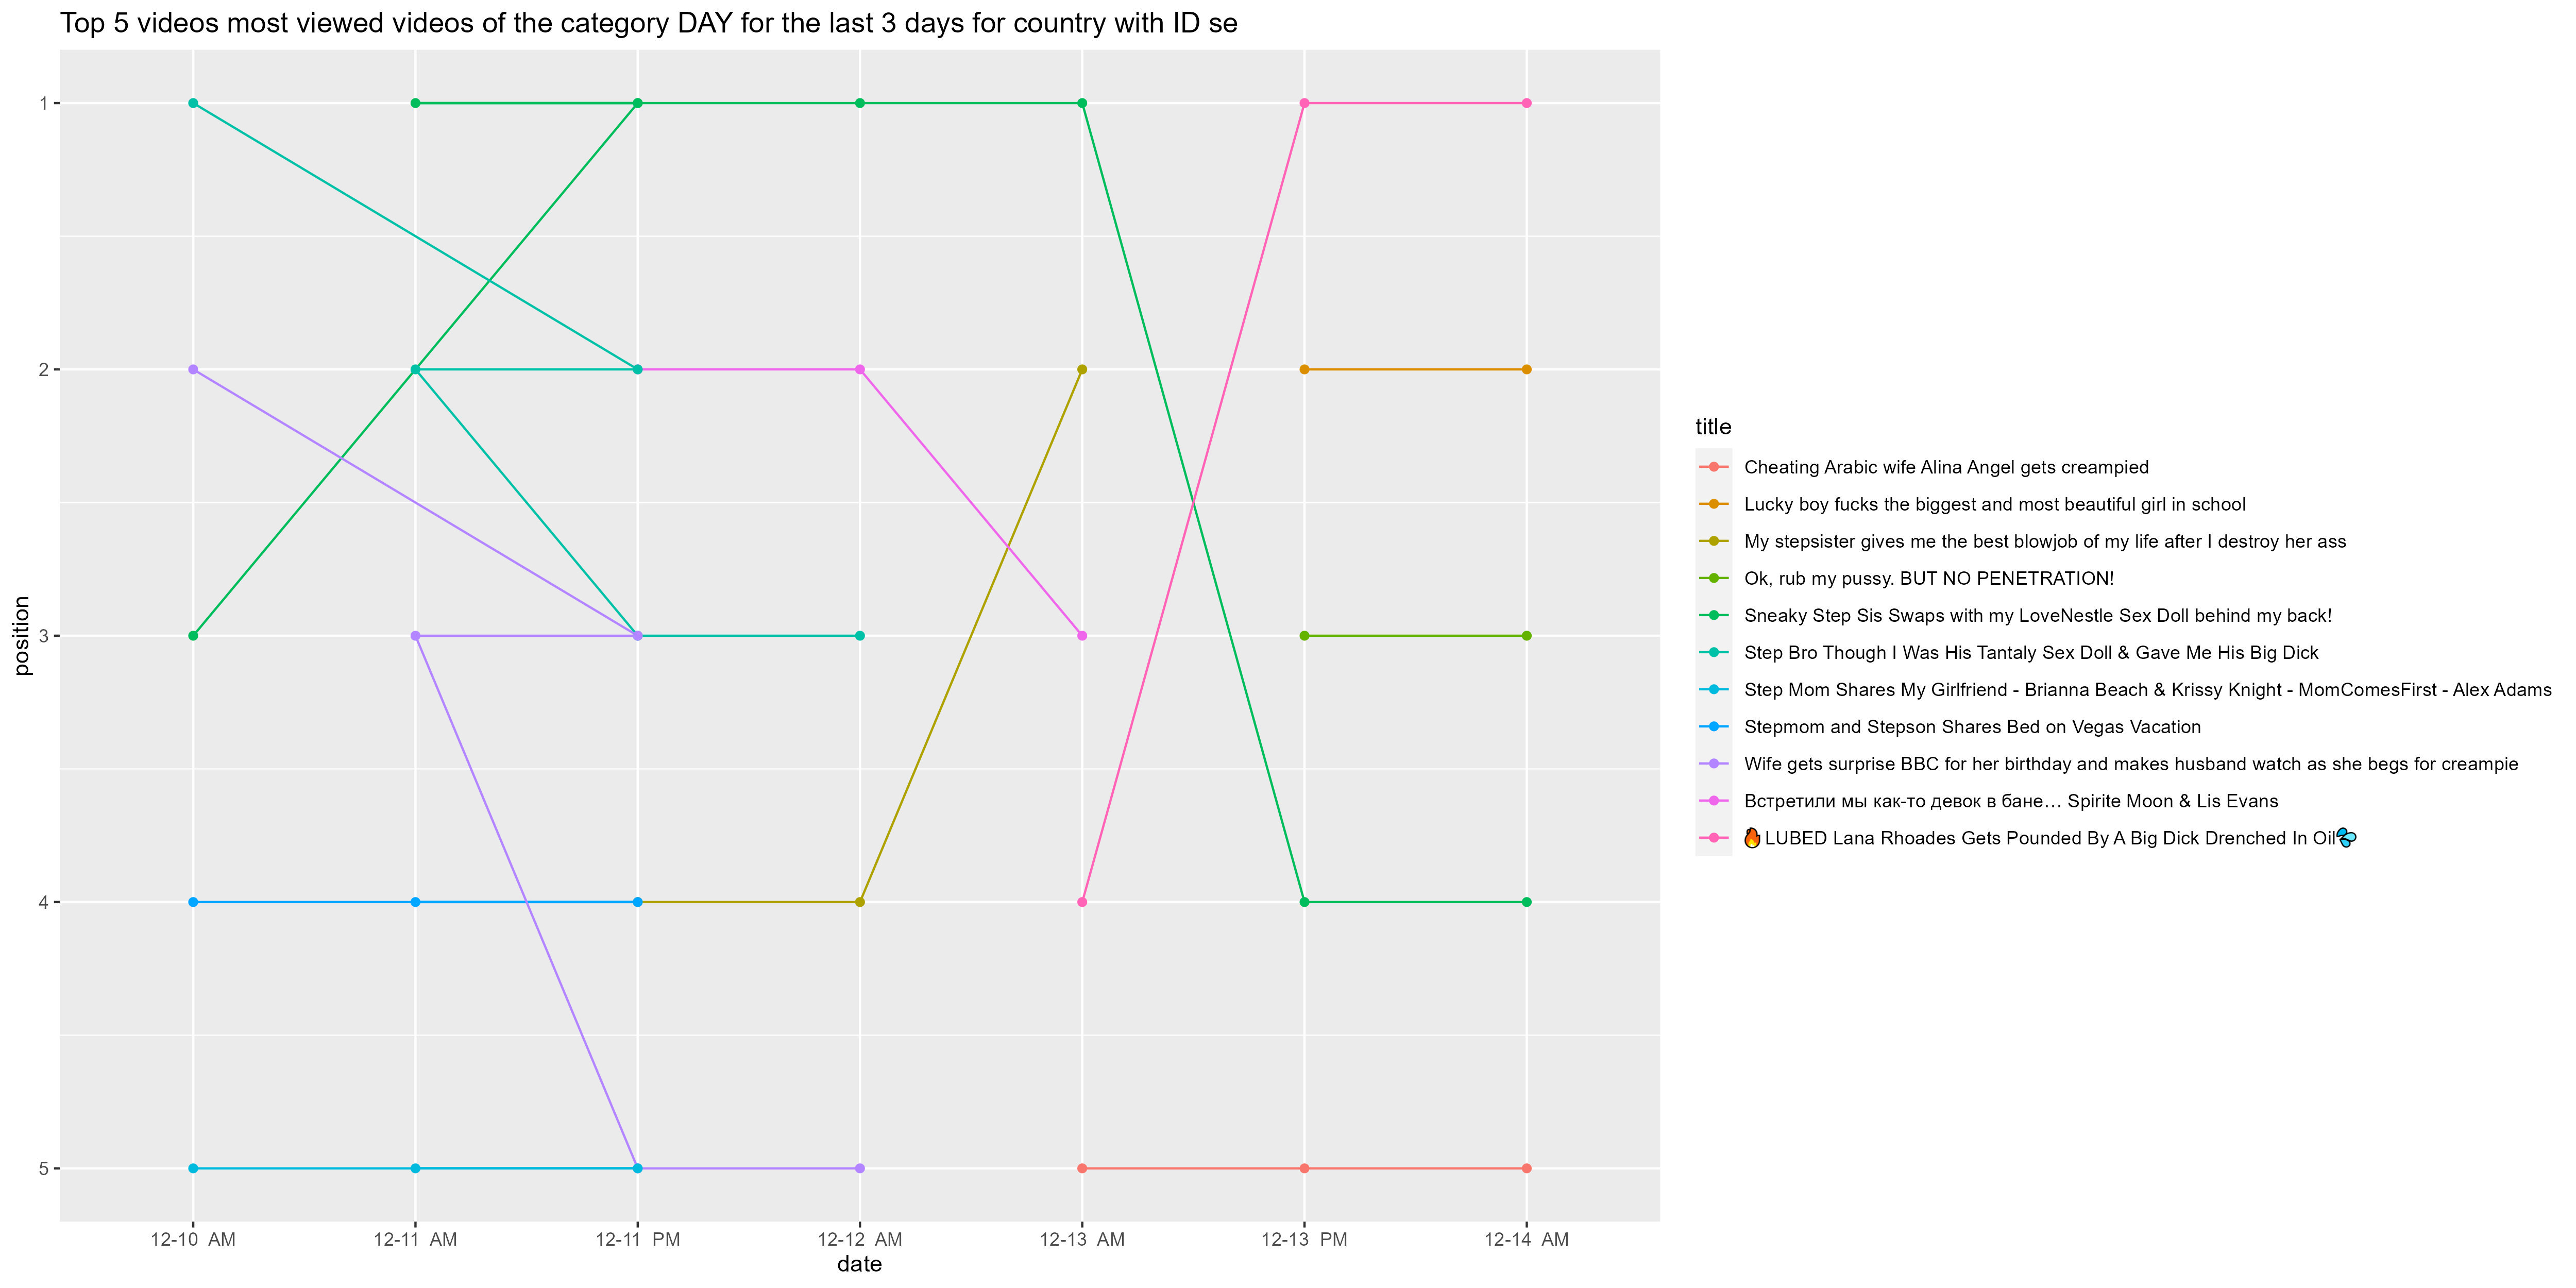 Top 5 videos most viewed videos of the category DAY for the last 3 days for country with ID se
position
1
2
3
4
5
12-10 AM
12-11 AM
12-11 PM
12-12 AM
12-13 AM
12-13 PM
12-14 AM
date
title
Cheating Arabic wife Alina Angel gets creampied
Lucky boy fucks the biggest and most beautiful girl in school
My stepsister gives me the best blowjob of my life after I destroy her ass
Ok, rub my pussy. BUT NO PENETRATION!
Sneaky Step Sis Swaps with my LoveNestle Sex Doll behind my back!
Step Bro Though I Was His Tantaly Sex Doll & Gave Me His Big Dick
Step Mom Shares My Girlfriend - Brianna Beach & Krissy Knight - MomComesFirst - Alex Adams
Stepmom and Stepson Shares Bed on Vegas Vacation
Wife gets surprise BBC for her birthday and makes husband watch as she begs for creampie
Встретили мы как-то девок в бане… Spirite Moon & Lis Evans
🔥LUBED Lana Rhoades Gets Pounded By A Big Dick Drenched In Oil💦